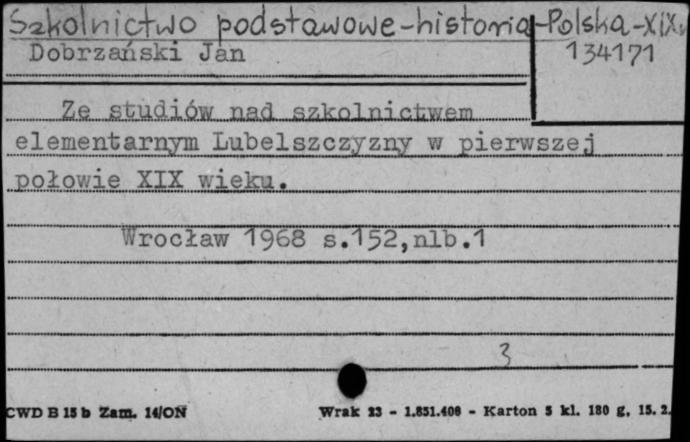 Szkolnictwo podstawowe-historia-Polska-XIX w
Dobrzański Jan
134171
Ze studiów nad szkolnictwem
elementarnym Lubelszczyzny w pierwszej
połowie XIX wieku.
Wrocław 1968 s.152,nlb.1
3
CWD B 15 b Zam. 14/ON Wrak 23 - 1.851.406 - Karton 5 kl. 180 g, 15.2.